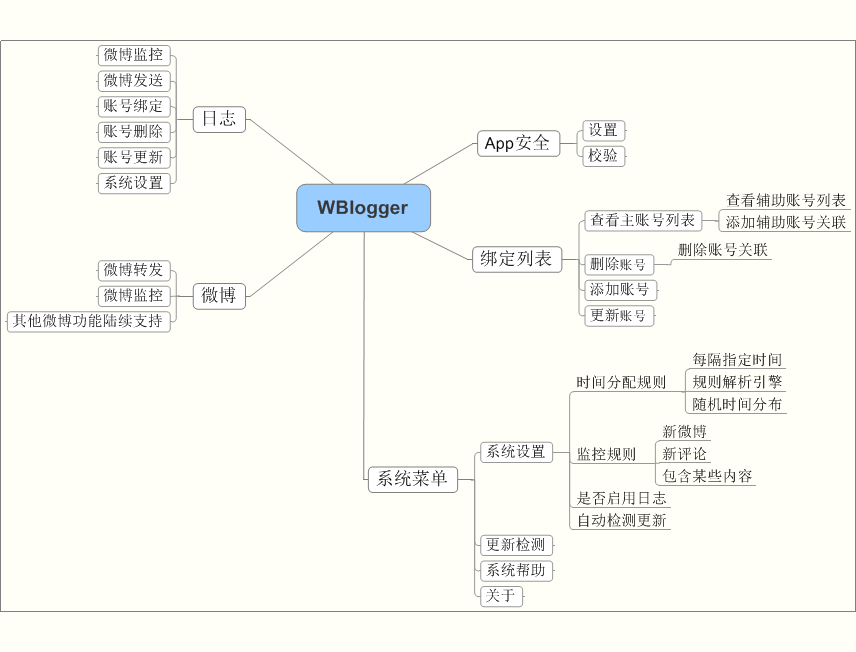 WBlogger
日志
微博监控
微博发送
账号绑定
账号删除
账号更新
系统设置
微博
微博转发
微博监控
其他微博功能陆续支持
App安全
设置
校验
绑定列表
查看主账号列表
查看辅助账号列表
添加辅助账号关联
删除账号
删除账号关联
添加账号
更新账号
系统菜单
系统设置
时间分配规则
每隔指定时间
规则解析引擎
随机时间分布
监控规则
新微博
新评论
包含某些内容
是否启用日志
自动检测更新
更新检测
系统帮助
关于